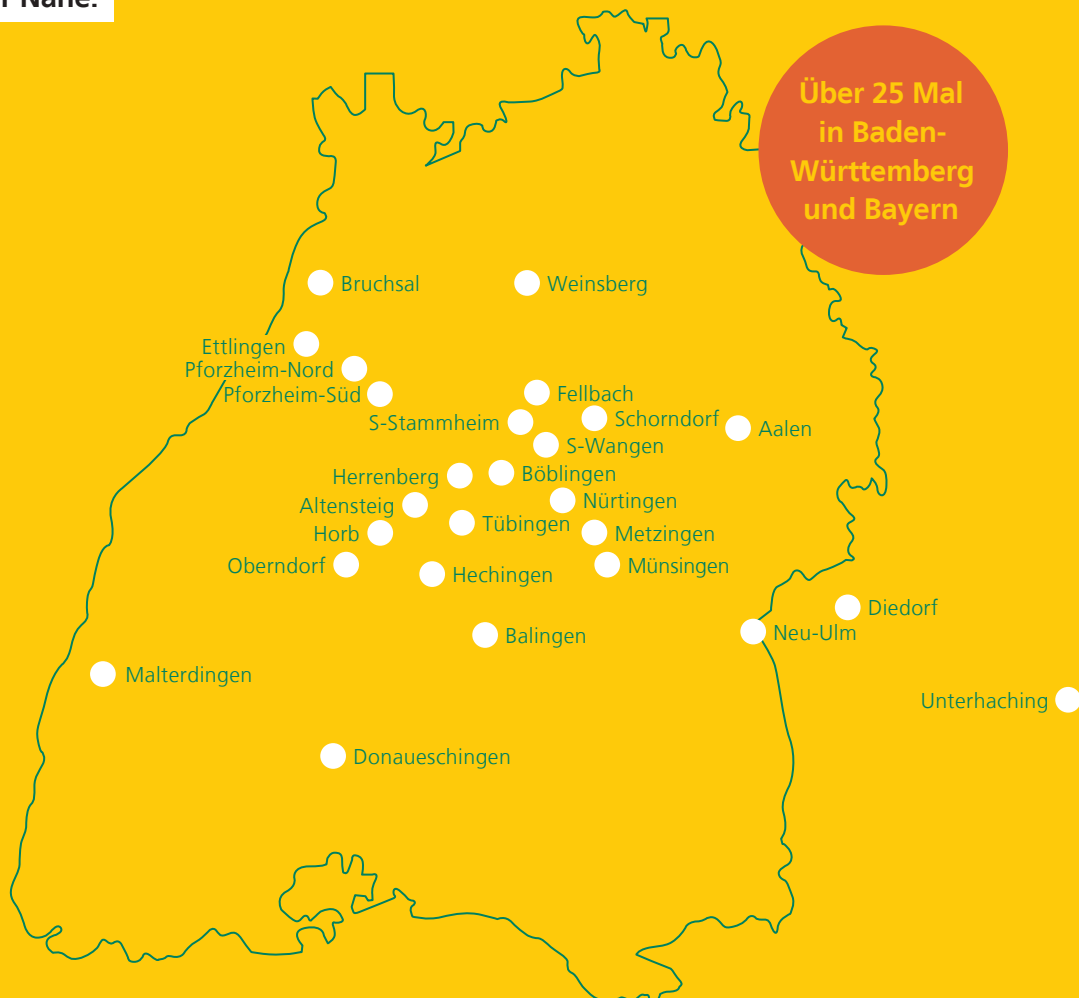 Nähe.
Über 25 Mal
in Baden-
Württemberg
und Bayern
Bruchsal
Weinsberg
Ettlingen
Pforzheim-Nord
Pforzheim-Süd
Fellbach
S-Stammheim
Schorndorf
Aalen
S-Wangen
Herrenberg
Böblingen
Altensteig
Nürtingen
Horb
Tübingen
Metzingen
Oberndorf
Hechingen
Münsingen
Diedorf
Balingen
Neu-Ulm
Malterdingen
Unterhaching
Donaueschingen